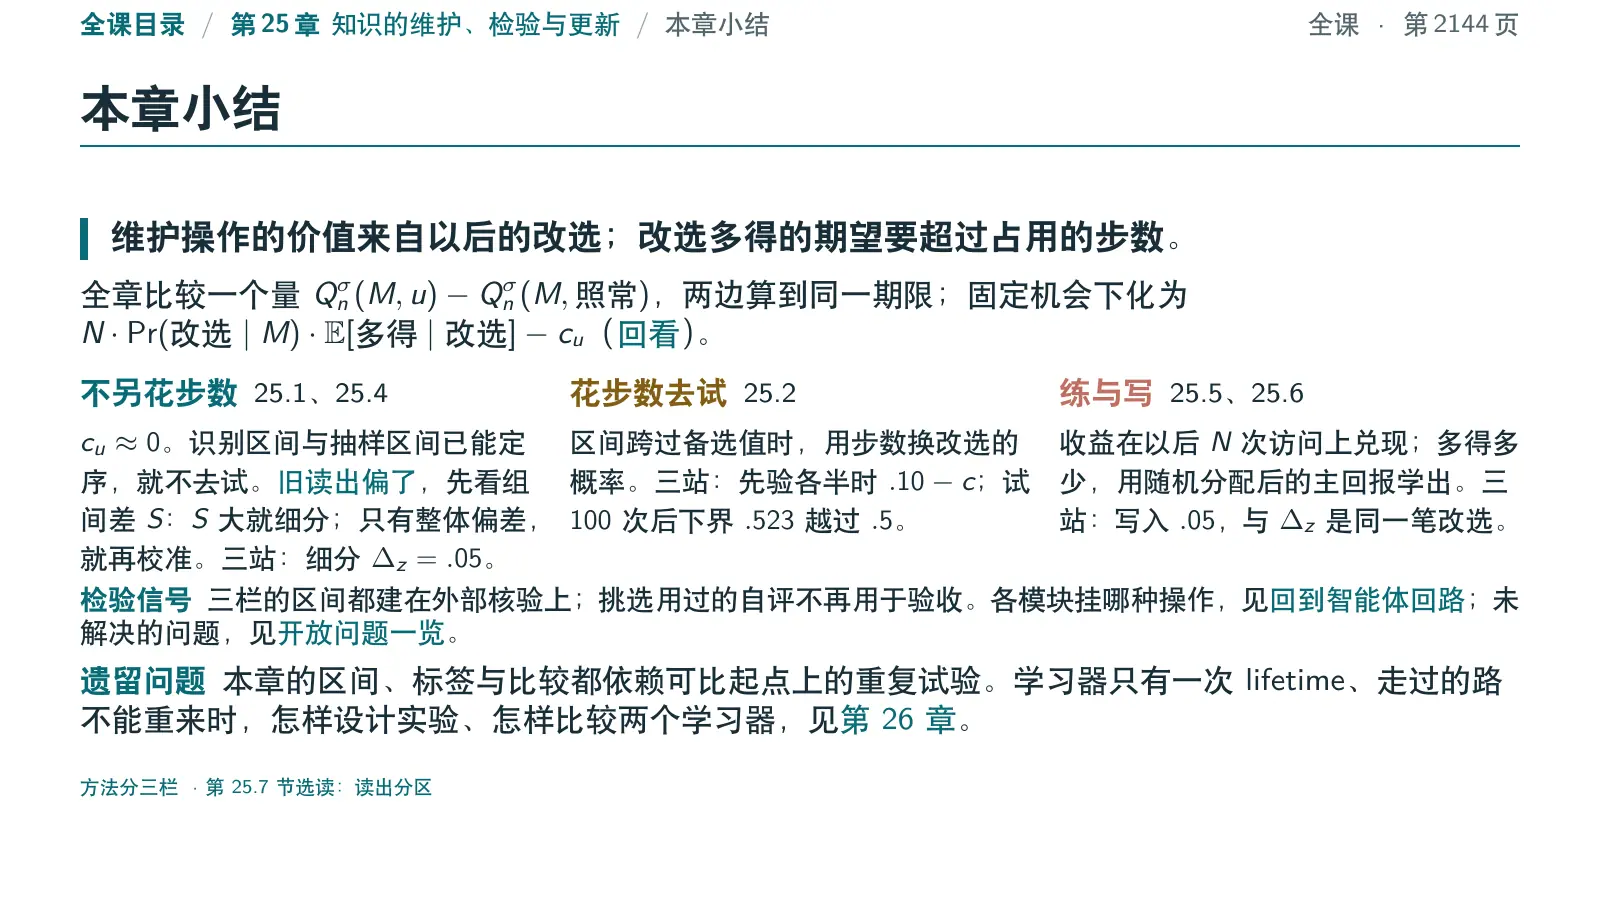 全课目录 / 第 25 章 知识的维护、检验与更新 / 本章小结
全课 · 第 2144 页
本章小结
维护操作的价值来自以后的改选；改选多得的期望要超过占用的步数。
全章比较一个量 Q_n^σ(M, u) − Q_n^σ(M, 照常)，两边算到同一期限；固定机会下化为
N · Pr(改选 | M) · 𝔼[多得 | 改选] − c_u（回看）。
不另花步数 25.1、25.4
c_u ≈ 0。识别区间与抽样区间已能定
序，就不去试。旧读出偏了，先看组
间差 S：S 大就细分；只有整体偏差，
就再校准。三站：细分 Δ_z = .05。
花步数去试 25.2
区间跨过备选值时，用步数换改选的
概率。三站：先验各半时 .10 − c；试
100 次后下界 .523 越过 .5。
练与写 25.5、25.6
收益在以后 N 次访问上兑现；多得多
少，用随机分配后的主回报学出。三
站：写入 .05，与 Δ_z 是同一笔改选。
检验信号 三栏的区间都建在外部核验上；挑选用过的自评不再用于验收。各模块挂哪种操作，见回到智能体回路；未
解决的问题，见开放问题一览。
遗留问题 本章的区间、标签与比较都依赖可比起点上的重复试验。学习器只有一次 lifetime、走过的路
不能重来时，怎样设计实验、怎样比较两个学习器，见第 26 章。
方法分三栏 · 第 25.7 节选读：读出分区